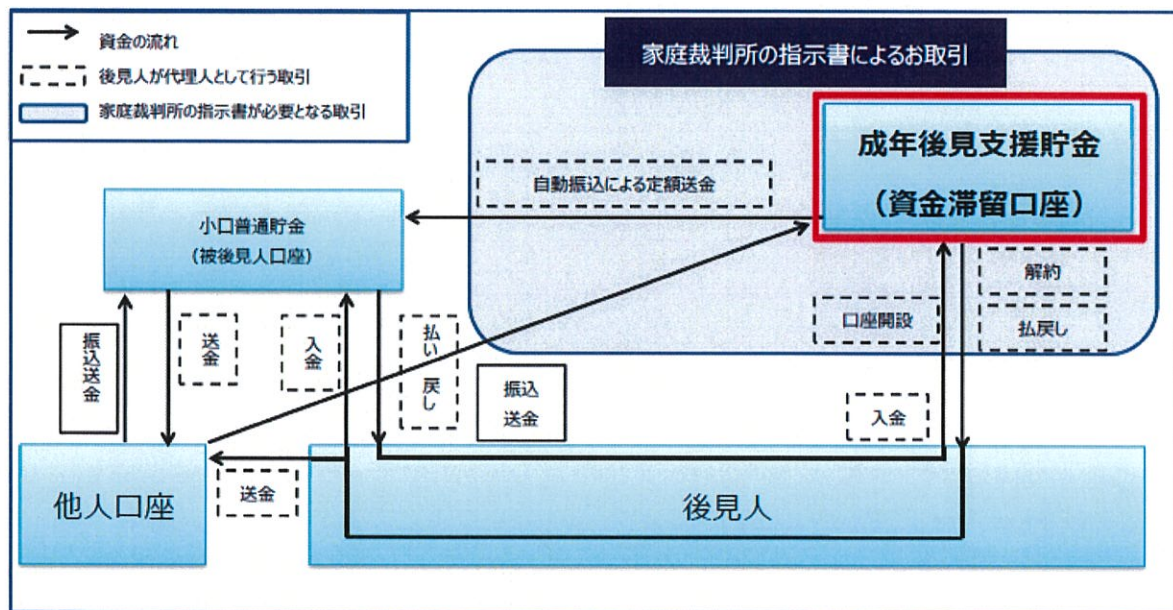 資金の流れ
後見人が代理人として行う取引
家庭裁判所の指示書が必要となる取引
家庭裁判所の指示書によるお取引
成年後見支援貯金
（資金滞留口座）
自動振込による定額送金
小口普通貯金
（被後見人口座）
解約
口座開設
払戻し
振込送金
送金
入金
払い戻し
振込
送金
入金
他人口座
送金
後見人